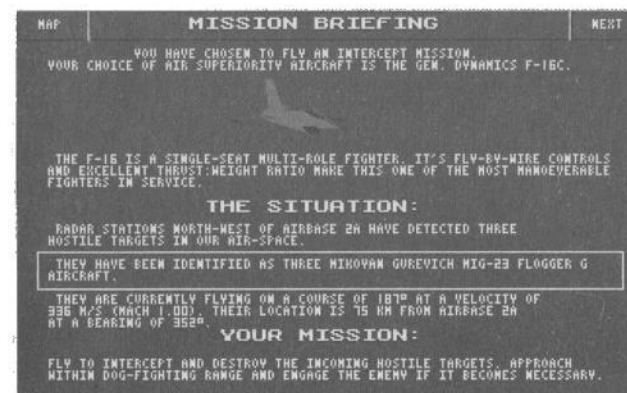 MAP
MISSION BRIEFING
NEXT
YOU HAVE CHOSEN TO FLY AN INTERCEPT MISSION.
YOUR CHOICE OF AIR SUPERIORITY AIRCRAFT IS THE GEN. DYNAMICS F-16C.
THE F-16 IS A SINGLE-SEAT MULTI-ROLE FIGHTER. IT'S FLY-BY-WIRE CONTROLS
AND EXCELLENT THRUST:WEIGHT RATIO MAKE THIS ONE OF THE MOST MANOEVERABLE
FIGHTERS IN SERVICE.
THE SITUATION:
RADAR STATIONS NORTH-WEST OF AIRBASE 2A HAVE DETECTED THREE
HOSTILE TARGETS IN OUR AIR-SPACE.
THEY HAVE BEEN IDENTIFIED AS THREE MIKOYAN GUREVICH MIG-23 FLOGGER G
AIRCRAFT.
THEY ARE CURRENTLY FLYING ON A COURSE OF 187º AT A VELOCITY OF
336 M/S (MACH 1.00). THEIR LOCATION IS 75 KM FROM AIRBASE 2A
AT A BEARING OF 352º.
YOUR MISSION:
FLY TO INTERCEPT AND DESTROY THE INCOMING HOSTILE TARGETS. APPROACH
WITHIN DOG-FIGHTING RANGE AND ENGAGE THE ENEMY IF IT BECOMES NECESSARY.